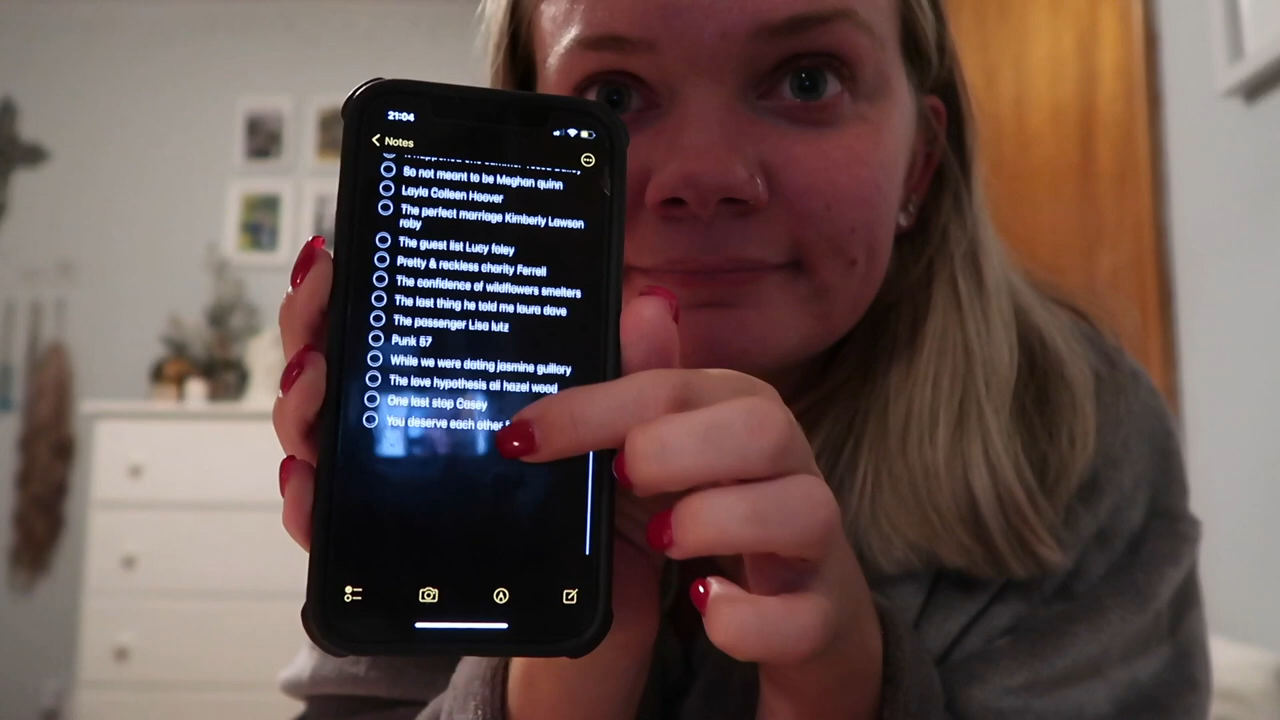 21:04
Notes
So not meant to be Meghan quinn
Layla Colleen Hoover
The perfect marriage Kimberly Lawson
roby
The guest list Lucy foley
Pretty & reckless charity Ferrell
The confidence of wildflowers smelters
The last thing he told me laura dave
The passenger Lisa lutz
Punk 57
While we were dating jasmine guillory
The love hypothesis ali hazel wood
One last stop Casey
You deserve each other